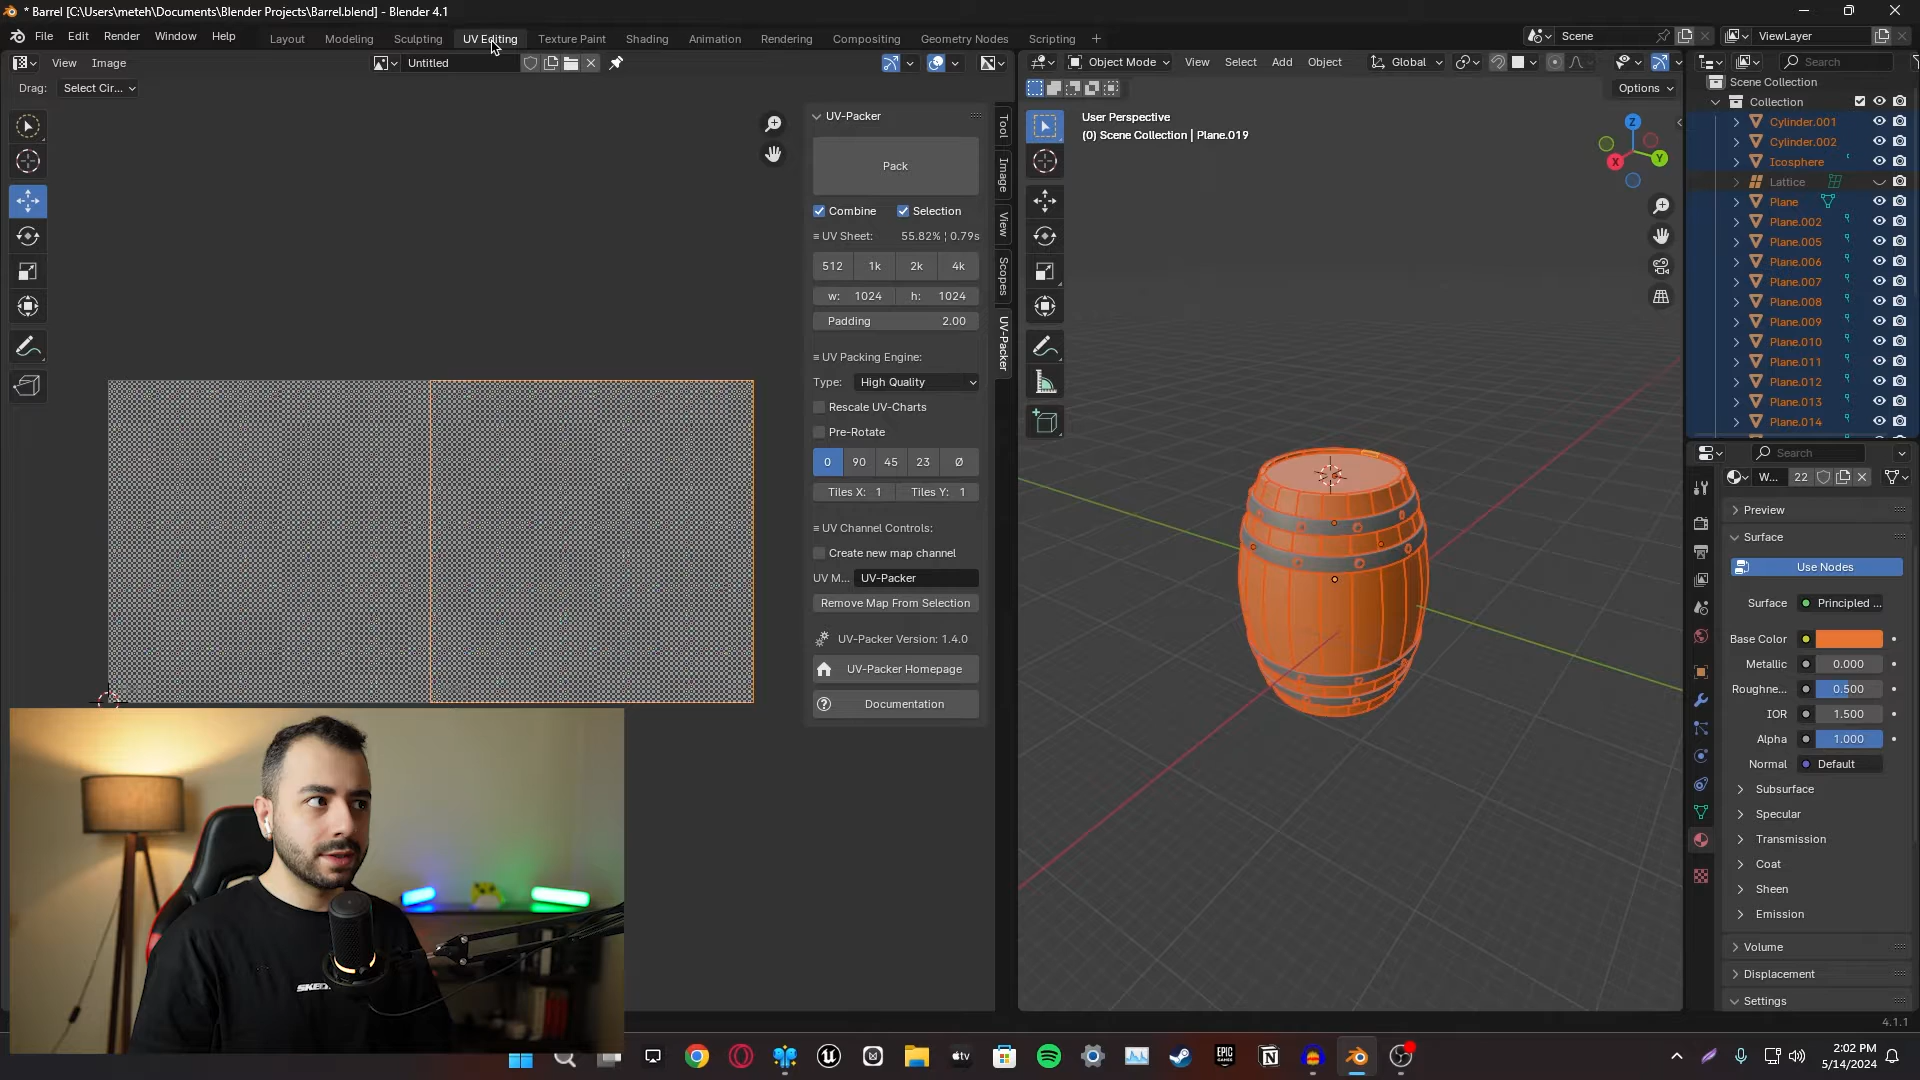 * Barrel [C:\Users\meteh\Documents\Blender Projects\Barrel.blend] - Blender 4.1
File Edit Render Window Help
Layout Modeling Sculpting UV Editing Texture Paint Shading Animation Rendering Compositing Geometry Nodes Scripting +
Scene
ViewLayer
View Image
Untitled
Object Mode View Select Add Object
Global
Search
Drag: Select Cir...
Options
Scene Collection
Collection
Cylinder.001
Cylinder.002
Icosphere
Lattice
Plane
Plane.002
Plane.005
Plane.006
Plane.007
Plane.008
Plane.009
Plane.010
Plane.011
Plane.012
Plane.013
Plane.014
UV-Packer
Pack
Combine Selection
UV Sheet: 55.82% ¦ 0.79s
512 1k 2k 4k
w: 1024 h: 1024
Padding 2.00
UV Packing Engine:
Type: High Quality
Rescale UV-Charts
Pre-Rotate
0 90 45 23 Ø
Tiles X: 1 Tiles Y: 1
UV Channel Controls:
Create new map channel
UV M... UV-Packer
Remove Map From Selection
UV-Packer Version: 1.4.0
UV-Packer Homepage
Documentation
Tool
Image
View
Scopes
UV-Packer
User Perspective
(0) Scene Collection | Plane.019
Z
Y
X
Search
W... 22
Preview
Surface
Use Nodes
Surface Principled ...
Base Color
Metallic 0.000
Roughne... 0.500
IOR 1.500
Alpha 1.000
Normal Default
Subsurface
Specular
Transmission
Coat
Sheen
Emission
Volume
Displacement
Settings
4.1.1
tv
EPIC GAMES
2:02 PM
5/14/2024